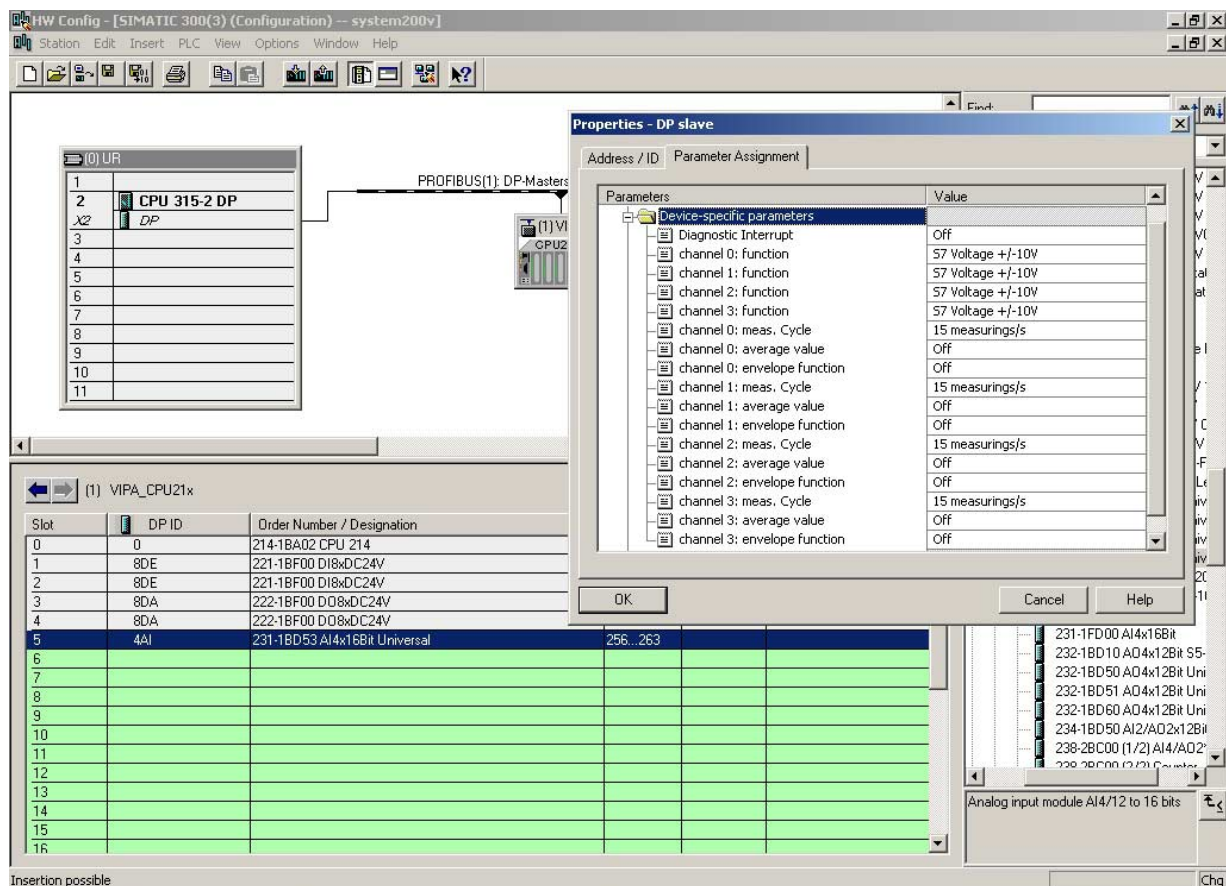 HW Config - [SIMATIC 300(3) (Configuration) -- system200v]
Station Edit Insert PLC View Options Window Help
Find:
(0) UR
1
2 CPU 315-2 DP
X2 DP
3
4
5
6
7
8
9
10
11
PROFIBUS(1): DP-Masters
(1) VI
CPU2
Properties - DP slave
Address / ID Parameter Assignment
Parameters Value
Device-specific parameters
Diagnostic Interrupt Off
channel 0: function S7 Voltage +/-10V
channel 1: function S7 Voltage +/-10V
channel 2: function S7 Voltage +/-10V
channel 3: function S7 Voltage +/-10V
channel 0: meas. Cycle 15 measurings/s
channel 0: average value Off
channel 0: envelope function Off
channel 1: meas. Cycle 15 measurings/s
channel 1: average value Off
channel 1: envelope function Off
channel 2: meas. Cycle 15 measurings/s
channel 2: average value Off
channel 2: envelope function Off
channel 3: meas. Cycle 15 measurings/s
channel 3: average value Off
channel 3: envelope function Off
OK Cancel Help
(1) VIPA_CPU21x
Slot DP ID Order Number / Designation
0 0 214-1BA02 CPU 214
1 8DE 221-1BF00 DI8xDC24V
2 8DE 221-1BF00 DI8xDC24V
3 8DA 222-1BF00 DO8xDC24V
4 8DA 222-1BF00 DO8xDC24V
5 4AI 231-1BD53 AI4x16Bit Universal 256...263
6
7
8
9
10
11
12
13
14
15
16
231-1FD00 AI4x16Bit
232-1BD10 AO4x12Bit S5-
232-1BD50 AO4x12Bit Uni
232-1BD51 AO4x12Bit Uni
232-1BD60 AO4x12Bit Uni
234-1BD50 AI2/AO2x12Bi
238-2BC00 (1/2) AI4/AO2
238-2BC00 (2/2) Counter
Analog input module AI4/12 to 16 bits
Insertion possible Chg